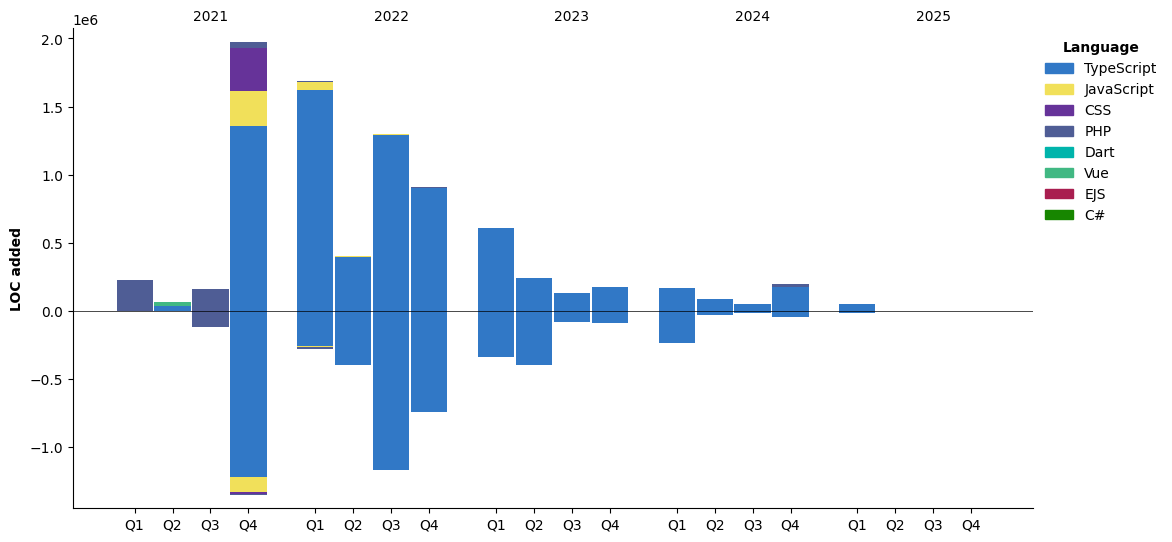 1e6
2021 2022 2023 2024 2025
2.0
1.5
1.0
0.5
0.0
−0.5
−1.0
LOC added
Q1 Q2 Q3 Q4 Q1 Q2 Q3 Q4 Q1 Q2 Q3 Q4 Q1 Q2 Q3 Q4 Q1 Q2 Q3 Q4
Language
TypeScript
JavaScript
CSS
PHP
Dart
Vue
EJS
C#